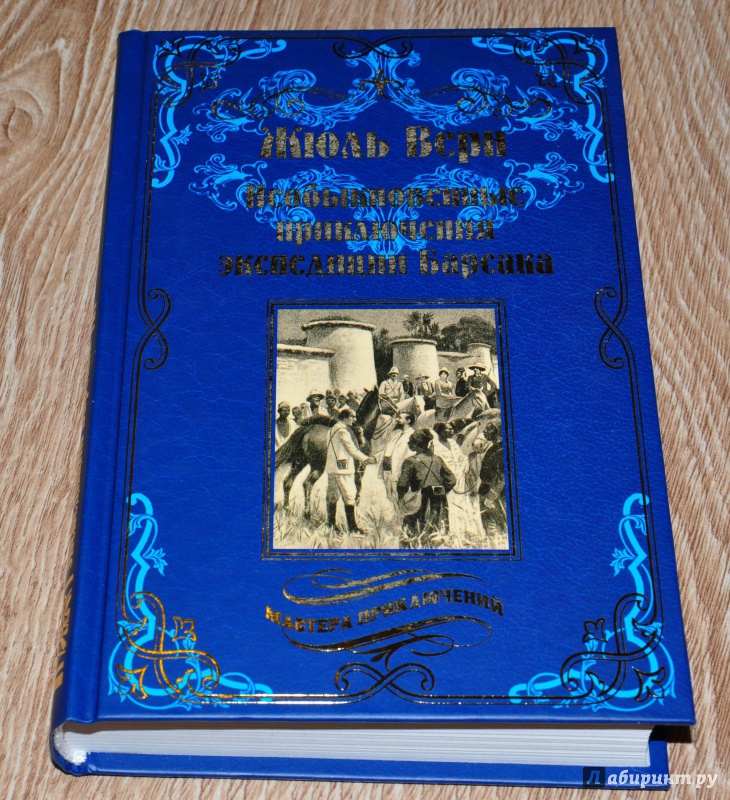 Жюль Верн
Необыкновенные
приключения
экспедиции Барсака
МАСТЕРА ПРИКЛЮЧЕНИЙ
Лабиринт.ру